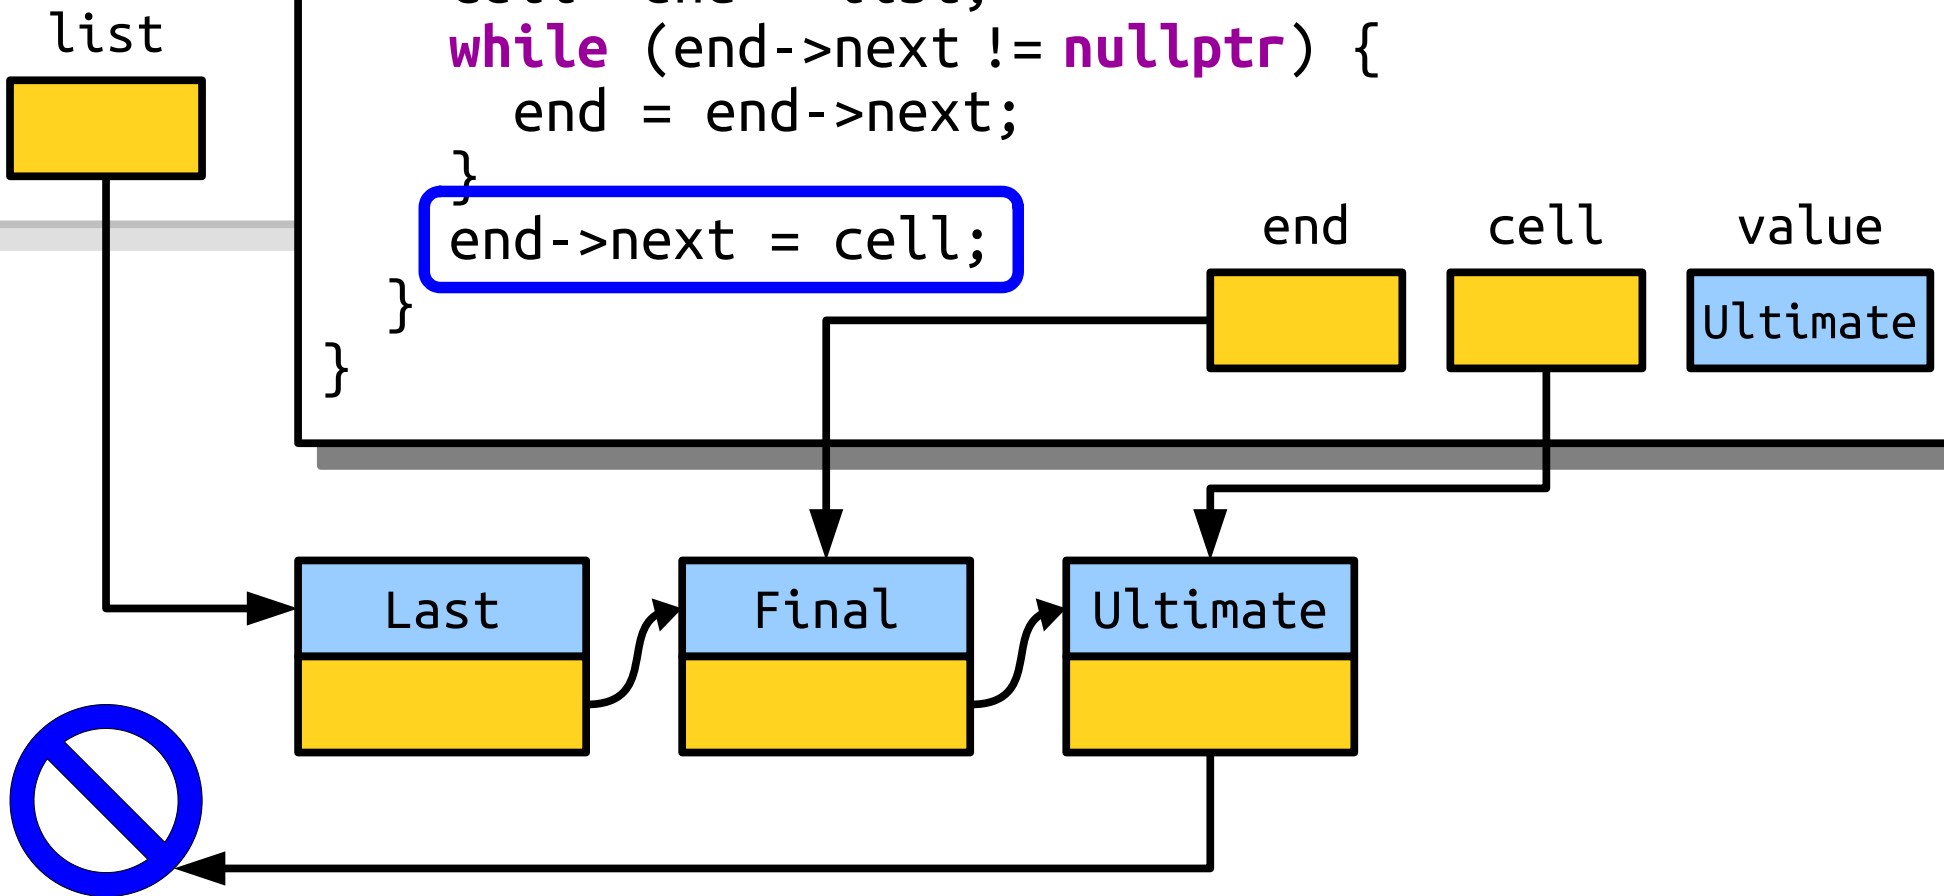 list
while (end->next != nullptr) {
end = end->next;
}
end->next = cell;
}
}
end cell value
Ultimate
Last Final Ultimate